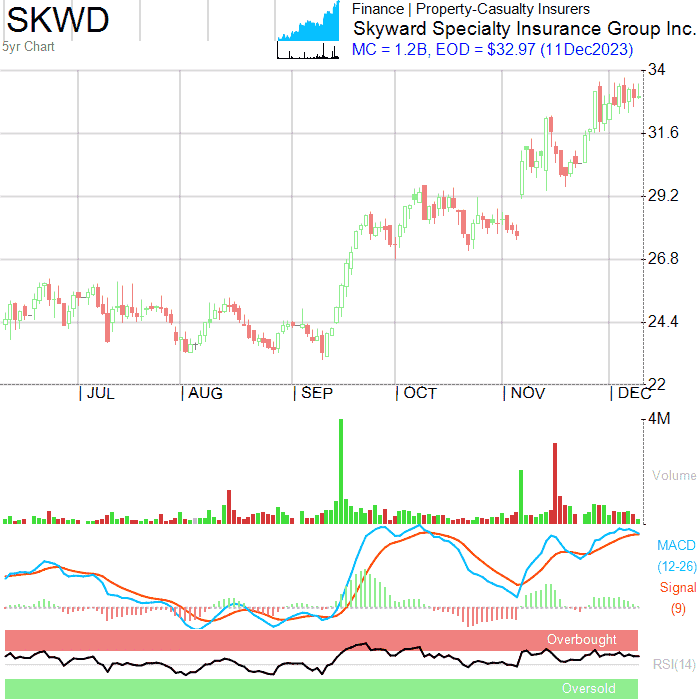 SKWD
5yr Chart
Finance | Property-Casualty Insurers
Skyward Specialty Insurance Group Inc.
MC = 1.2B, EOD = $32.97 (11Dec2023)
34
31.6
29.2
26.8
24.4
22
| JUL | AUG | SEP | OCT | NOV | DEC
4M
Volume
MACD
(12-26)
Signal
(9)
Overbought
RSI(14)
Oversold